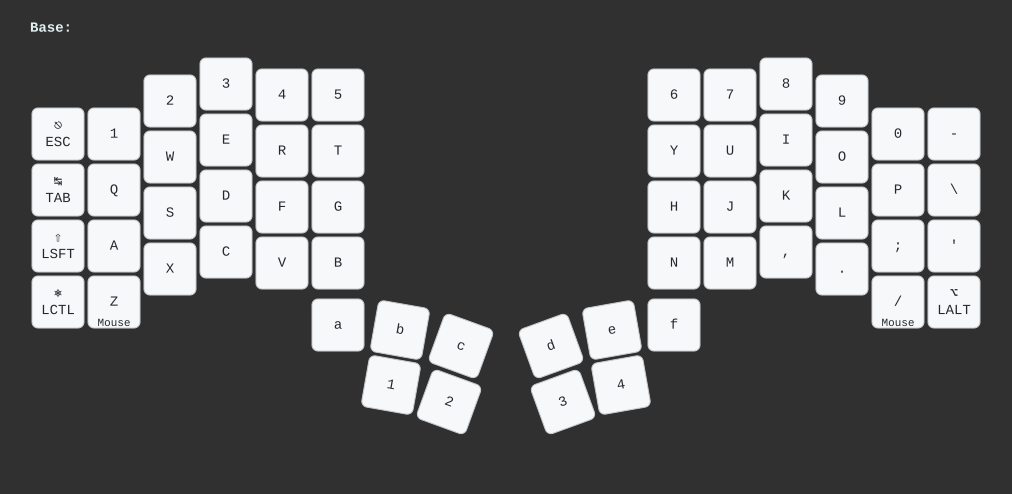 Base:
⎋ ESC 1 2 3 4 5 6 7 8 9 0 -
↹ TAB Q W E R T Y U I O P \
⇧ LSFT A S D F G H J K L ; '
⎈ LCTL Z Mouse X C V B N M , . / Mouse ⌥ LALT
a b c d e f
1 2 3 4